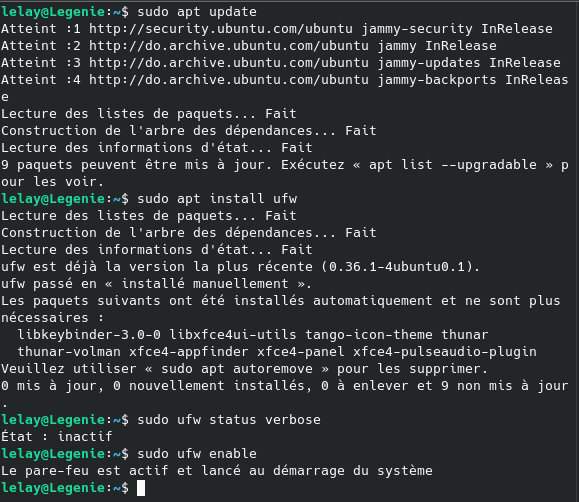 lelay@Legenie:~$ sudo apt update
Atteint :1 http://security.ubuntu.com/ubuntu jammy-security InRelease
Atteint :2 http://do.archive.ubuntu.com/ubuntu jammy InRelease
Atteint :3 http://do.archive.ubuntu.com/ubuntu jammy-updates InRelease
Atteint :4 http://do.archive.ubuntu.com/ubuntu jammy-backports InReleas
e
Lecture des listes de paquets... Fait
Construction de l'arbre des dépendances... Fait
Lecture des informations d'état... Fait
9 paquets peuvent être mis à jour. Exécutez « apt list --upgradable » p
our les voir.
lelay@Legenie:~$ sudo apt install ufw
Lecture des listes de paquets... Fait
Construction de l'arbre des dépendances... Fait
Lecture des informations d'état... Fait
ufw est déjà la version la plus récente (0.36.1-4ubuntu0.1).
ufw passé en « installé manuellement ».
Les paquets suivants ont été installés automatiquement et ne sont plus
nécessaires :
  libkeybinder-3.0-0 libxfce4ui-utils tango-icon-theme thunar
  thunar-volman xfce4-appfinder xfce4-panel xfce4-pulseaudio-plugin
Veuillez utiliser « sudo apt autoremove » pour les supprimer.
0 mis à jour, 0 nouvellement installés, 0 à enlever et 9 non mis à jour
.
lelay@Legenie:~$ sudo ufw status verbose
État : inactif
lelay@Legenie:~$ sudo ufw enable
Le pare-feu est actif et lancé au démarrage du système
lelay@Legenie:~$